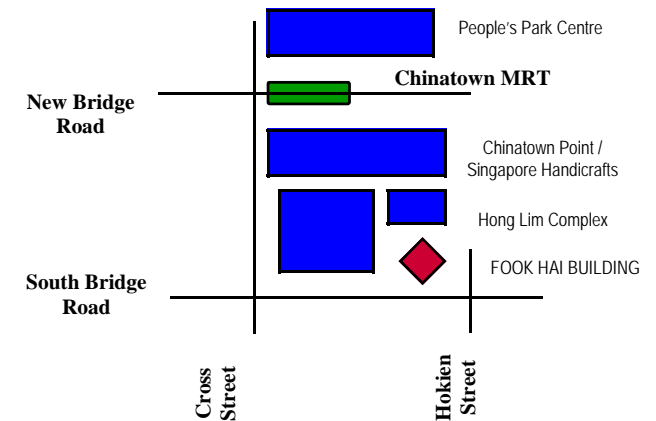 People's Park Centre
Chinatown MRT
New Bridge
Road
Chinatown Point /
Singapore Handicrafts
Hong Lim Complex
FOOK HAI BUILDING
South Bridge
Road
Cross
Street
Hokien
Street